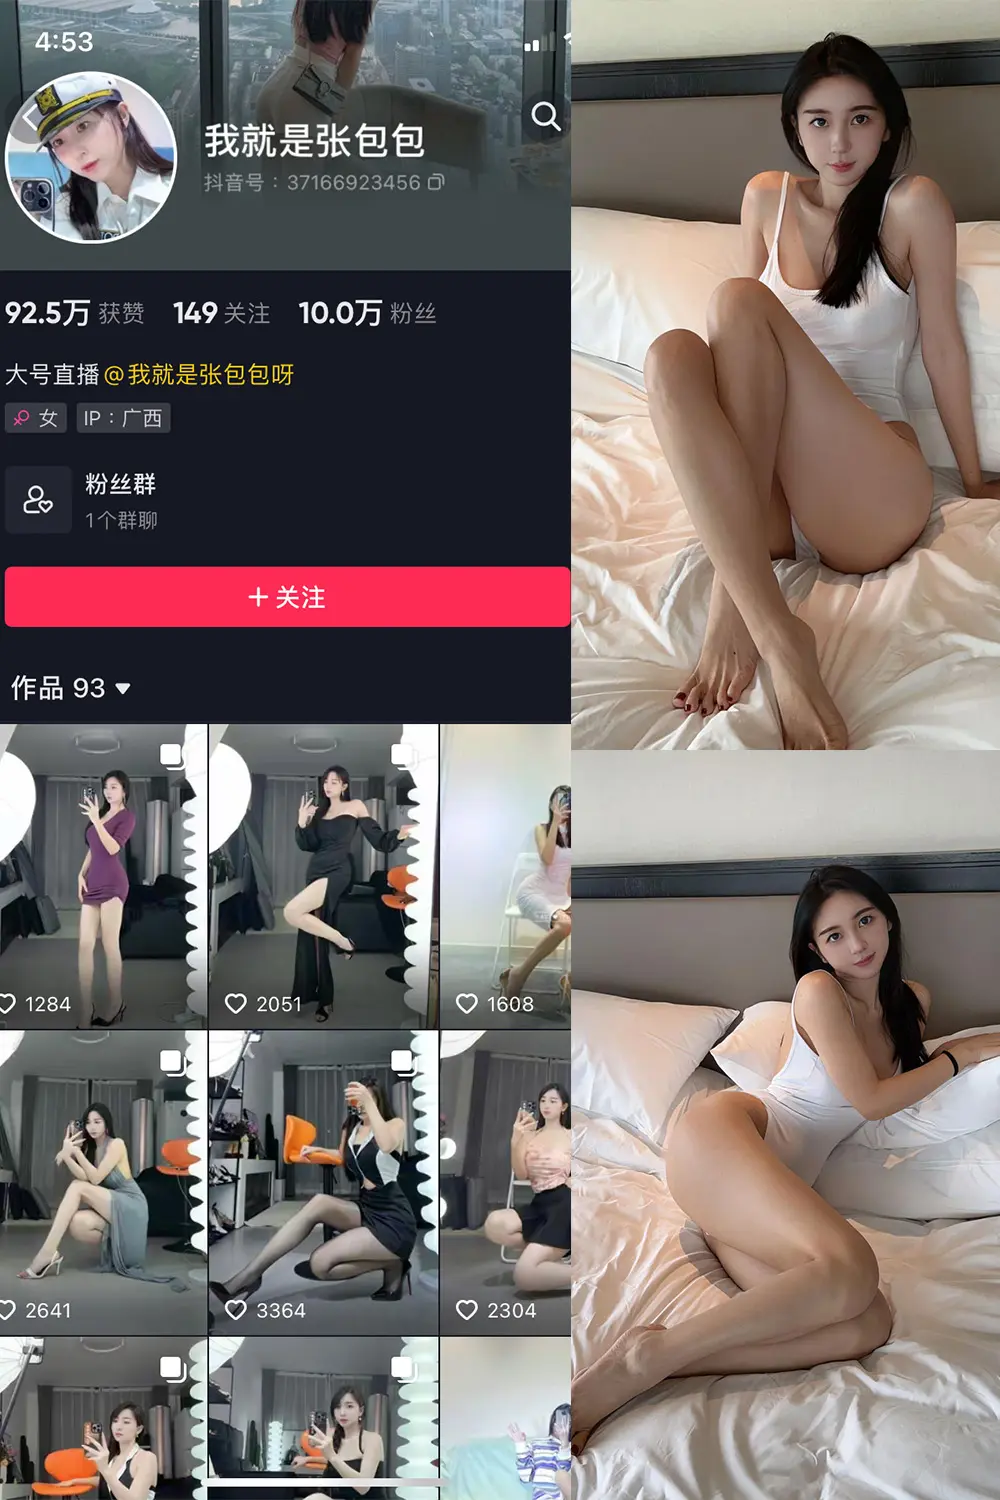 4:53
我就是张包包
抖音号：37166923456
92.5万 获赞 149 关注 10.0万 粉丝
大号直播@我就是张包包呀
女 IP：广西
粉丝群
1个群聊
+ 关注
作品 93
1284 2051 1608
2641 3364 2304